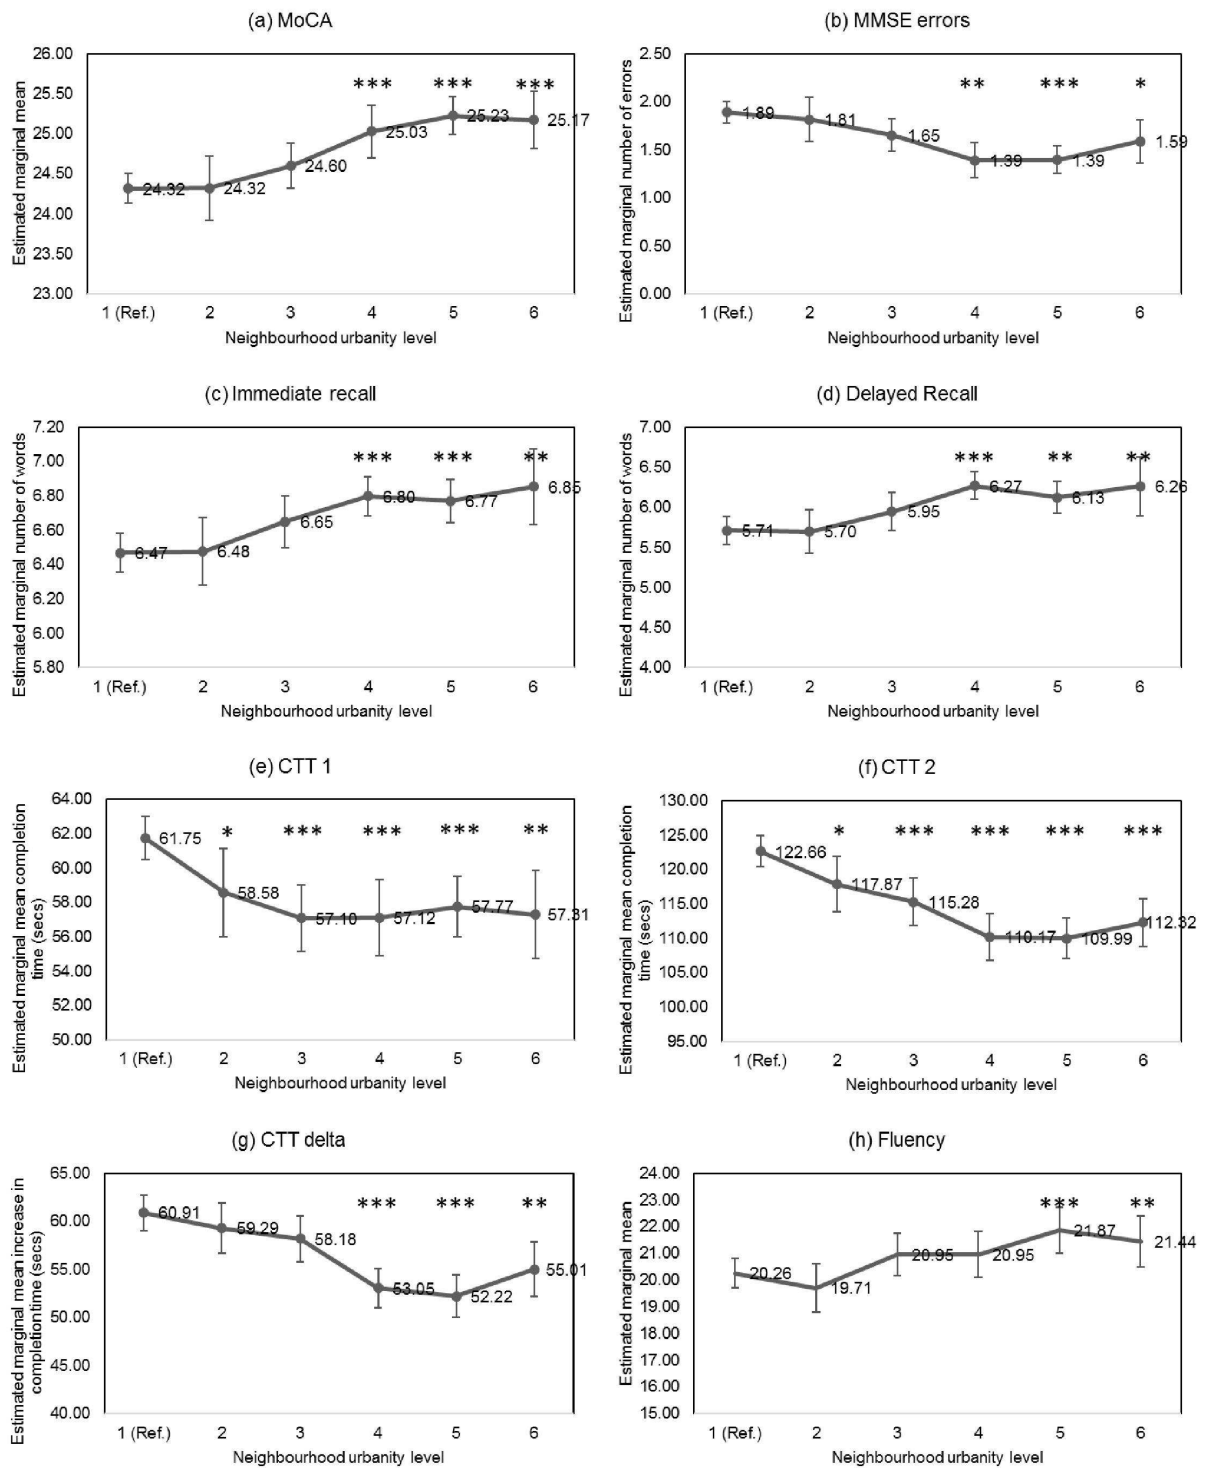 (a) MoCA
Estimated marginal mean
26.00
25.50
25.00
24.50
24.00
23.50
23.00
*** *** ***
24.32 24.32 24.60 25.03 25.23 25.17
1 (Ref.) 2 3 4 5 6
Neighbourhood urbanity level
(b) MMSE errors
Estimated marginal number of errors
2.50
2.00
1.50
1.00
0.50
0.00
** *** *
1.89 1.81 1.65 1.39 1.39 1.59
1 (Ref.) 2 3 4 5 6
Neighbourhood urbanity level
(c) Immediate recall
Estimated marginal number of words
7.20
7.00
6.80
6.60
6.40
6.20
6.00
5.80
*** *** **
6.47 6.48 6.65 6.80 6.77 6.85
1 (Ref.) 2 3 4 5 6
Neighbourhood urbanity level
(d) Delayed Recall
Estimated marginal number of words
7.00
6.50
6.00
5.50
5.00
4.50
4.00
*** ** **
5.71 5.70 5.95 6.27 6.13 6.26
1 (Ref.) 2 3 4 5 6
Neighbourhood urbanity level
(e) CTT 1
Estimated marginal mean completion
time (secs)
64.00
62.00
60.00
58.00
56.00
54.00
52.00
50.00
* *** *** *** **
61.75 58.58 57.10 57.12 57.77 57.31
1 (Ref.) 2 3 4 5 6
Neighbourhood urbanity level
(f) CTT 2
Estimated marginal mean completion
time (secs)
130.00
125.00
120.00
115.00
110.00
105.00
100.00
95.00
* *** *** *** ***
122.66 117.87 115.28 110.17 109.99 112.32
1 (Ref.) 2 3 4 5 6
Neighbourhood urbanity level
(g) CTT delta
Estimated marginal mean increase in
completion time (secs)
65.00
60.00
55.00
50.00
45.00
40.00
*** *** **
60.91 59.29 58.18 53.05 52.22 55.01
1 (Ref.) 2 3 4 5 6
Neighbourhood urbanity level
(h) Fluency
Estimated marginal mean
24.00
23.00
22.00
21.00
20.00
19.00
18.00
17.00
16.00
15.00
*** **
20.26 19.71 20.95 20.95 21.87 21.44
1 (Ref.) 2 3 4 5 6
Neighbourhood urbanity level